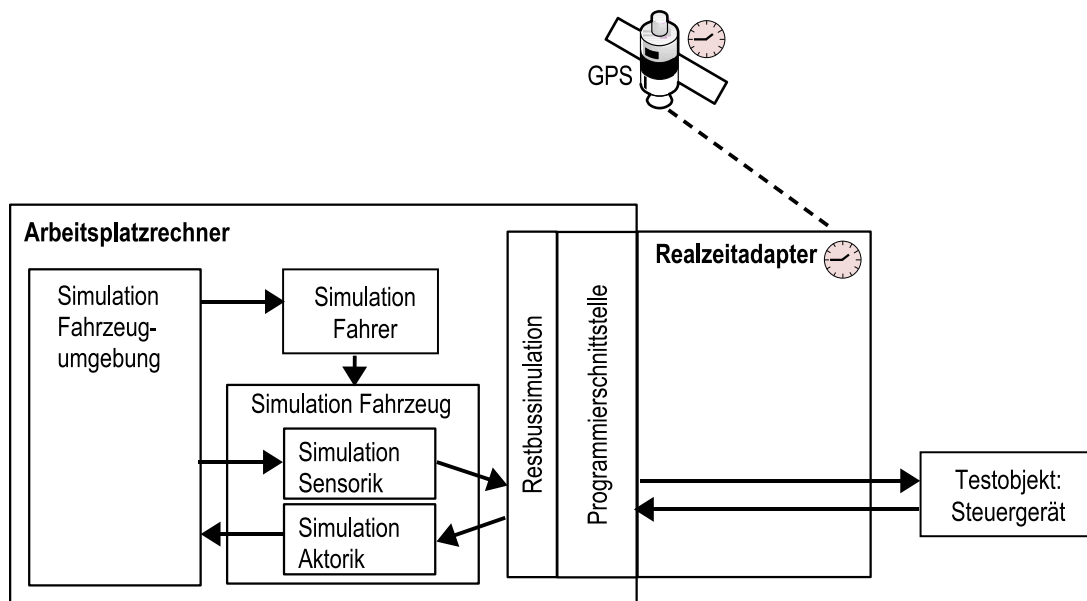 GPS
Arbeitsplatzrechner
Realzeitadapter
Simulation
Fahrzeug-
umgebung
Simulation
Fahrer
Simulation Fahrzeug
Simulation
Sensorik
Simulation
Aktorik
Restbussimulation
Programmierschnittstelle
Testobjekt:
Steuergerät